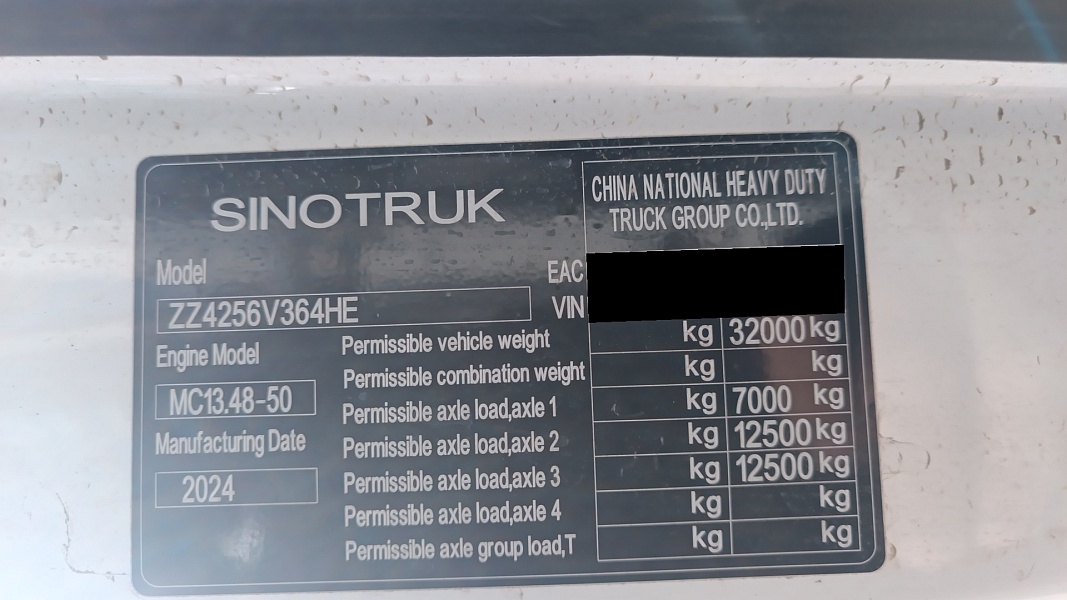 SINOTRUK
CHINA NATIONAL HEAVY DUTY
TRUCK GROUP CO.,LTD.
Model
EAC
ZZ4256V364HE
VIN
Engine Model
MC13.48-50
Manufacturing Date
2024
Permissible vehicle weight kg 32000 kg
Permissible combination weight kg kg
Permissible axle load,axle 1 kg 7000 kg
Permissible axle load,axle 2 kg 12500 kg
Permissible axle load,axle 3 kg 12500 kg
Permissible axle load,axle 4 kg kg
Permissible axle group load,T kg kg